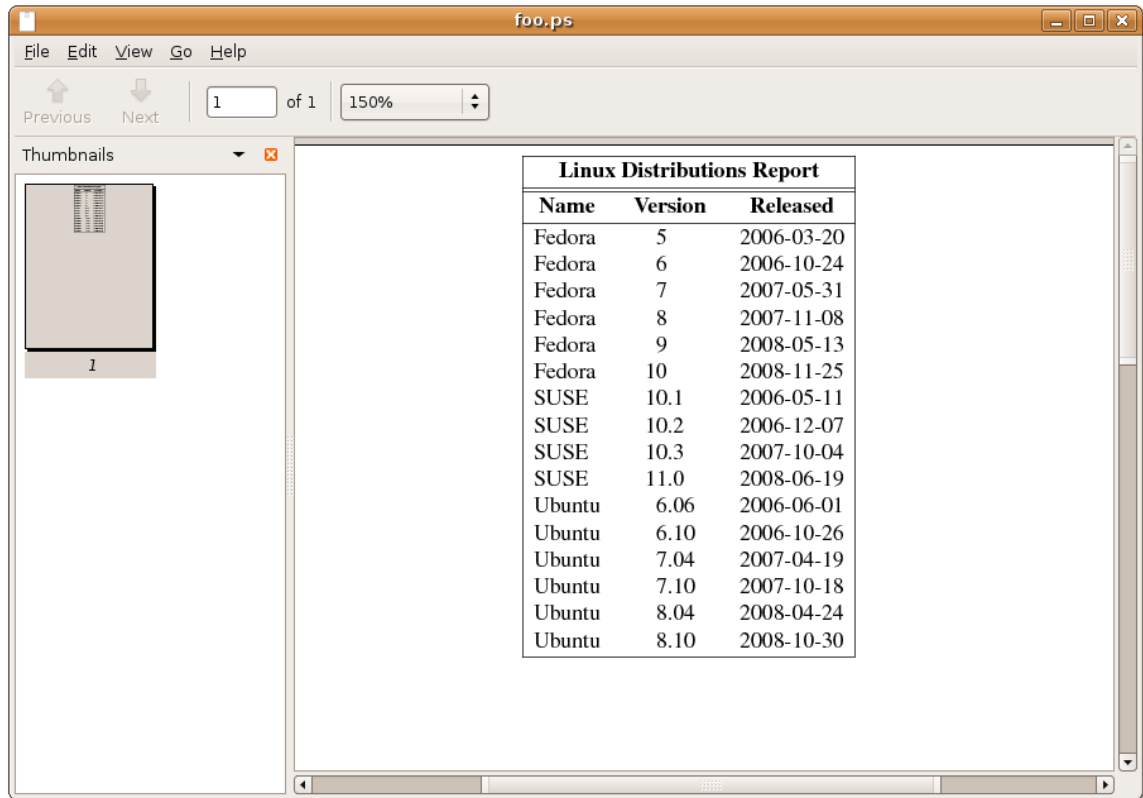 foo.ps
File Edit View Go Help
Previous Next 1 of 1 150%
Thumbnails
1
Linux Distributions Report
Name Version Released
Fedora 5 2006-03-20
Fedora 6 2006-10-24
Fedora 7 2007-05-31
Fedora 8 2007-11-08
Fedora 9 2008-05-13
Fedora 10 2008-11-25
SUSE 10.1 2006-05-11
SUSE 10.2 2006-12-07
SUSE 10.3 2007-10-04
SUSE 11.0 2008-06-19
Ubuntu 6.06 2006-06-01
Ubuntu 6.10 2006-10-26
Ubuntu 7.04 2007-04-19
Ubuntu 7.10 2007-10-18
Ubuntu 8.04 2008-04-24
Ubuntu 8.10 2008-10-30